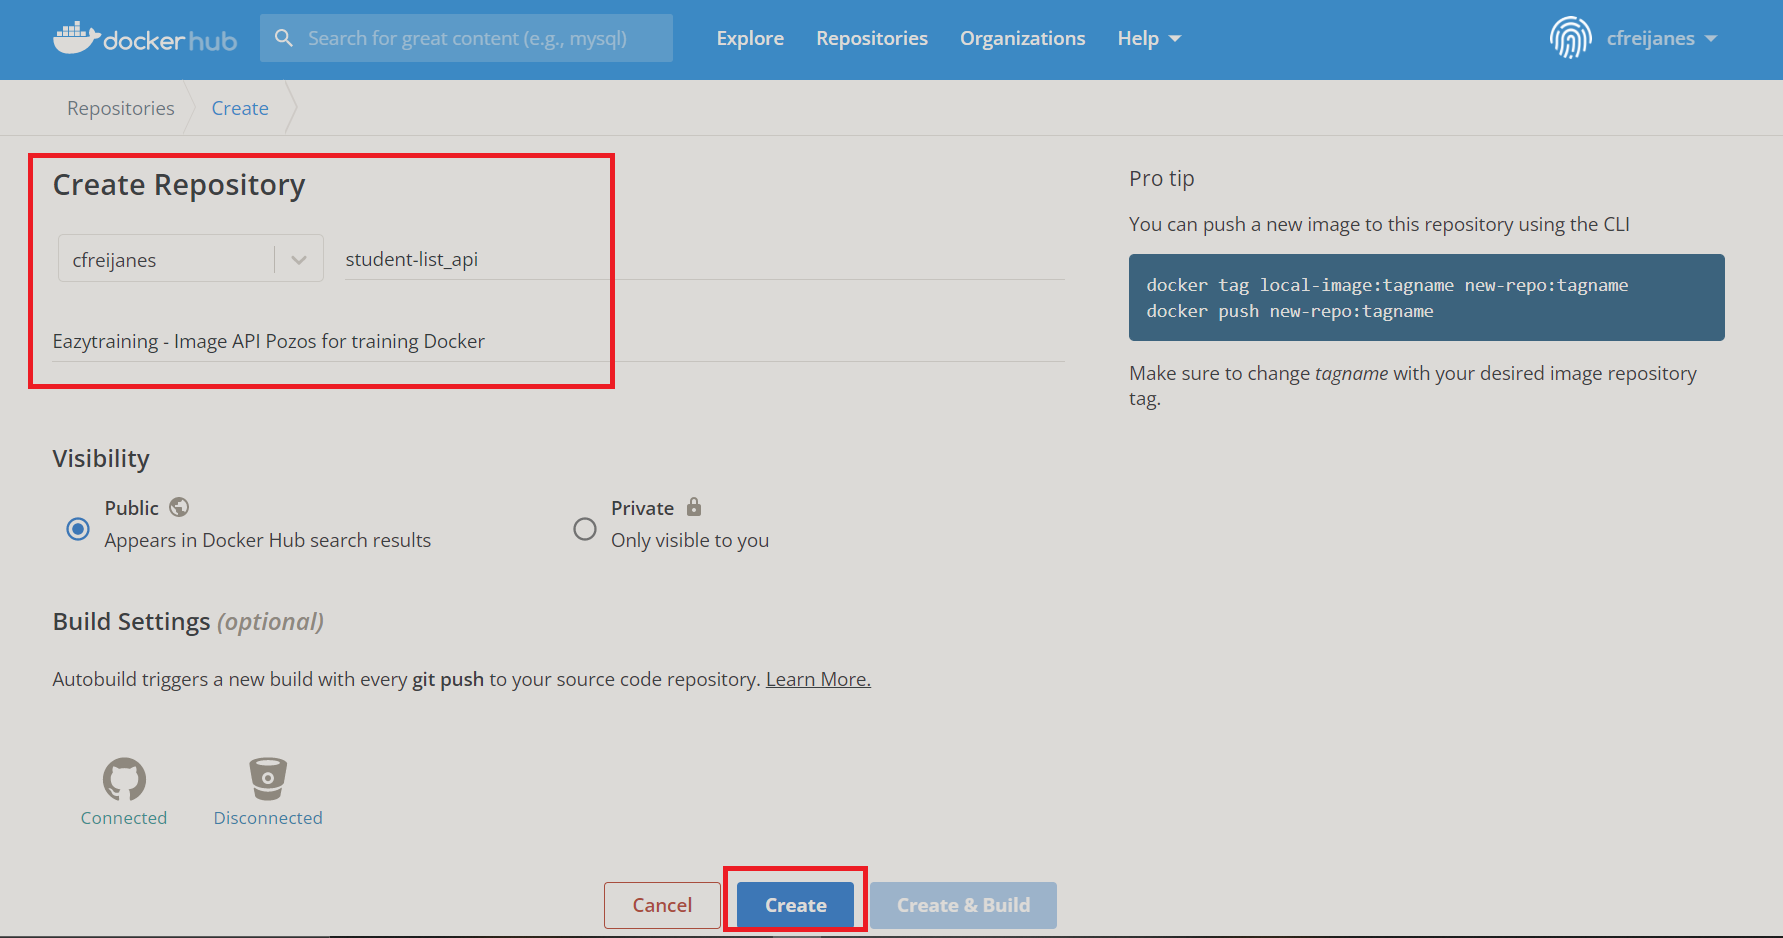 docker hub
Search for great content (e.g., mysql)
Explore
Repositories
Organizations
Help
cfreijanes
Repositories
Create
Create Repository
cfreijanes
student-list_api
Eazytraining - Image API Pozos for training Docker
Visibility
Public
Appears in Docker Hub search results
Private
Only visible to you
Build Settings (optional)
Autobuild triggers a new build with every git push to your source code repository. Learn More.
Connected
Disconnected
Cancel
Create
Create & Build
Pro tip
You can push a new image to this repository using the CLI
docker tag local-image:tagname new-repo:tagname
docker push new-repo:tagname
Make sure to change tagname with your desired image repository
tag.